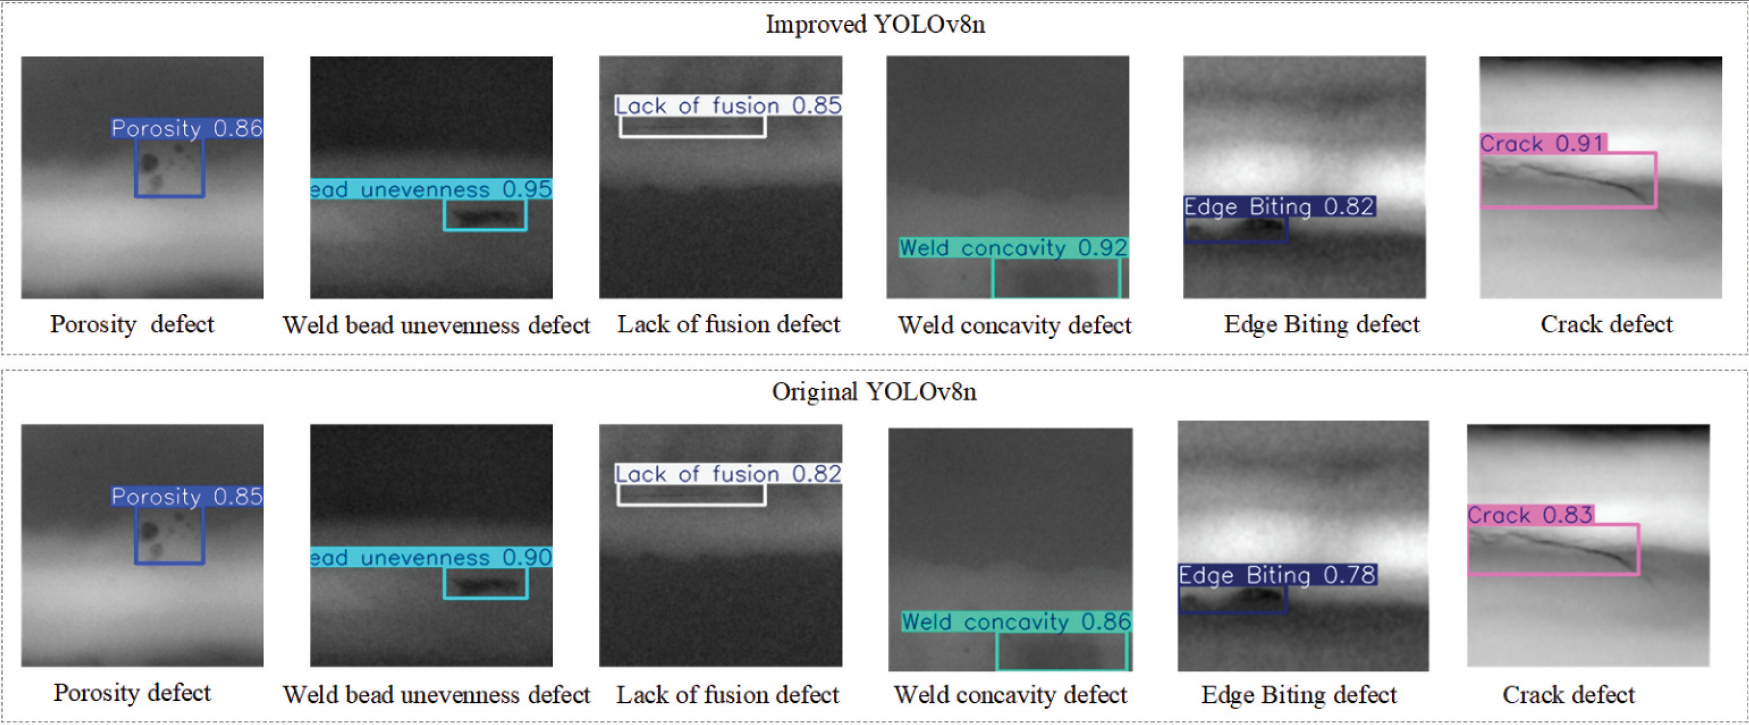 Improved YOLOv8n
Porosity 0.86
ead unevenness 0.95
Lack of fusion 0.85
Weld concavity 0.92
Edge Biting 0.82
Crack 0.91
Porosity defect
Weld bead unevenness defect
Lack of fusion defect
Weld concavity defect
Edge Biting defect
Crack defect
Original YOLOv8n
Porosity 0.85
ead unevenness 0.90
Lack of fusion 0.82
Weld concavity 0.86
Edge Biting 0.78
Crack 0.83
Porosity defect
Weld bead unevenness defect
Lack of fusion defect
Weld concavity defect
Edge Biting defect
Crack defect